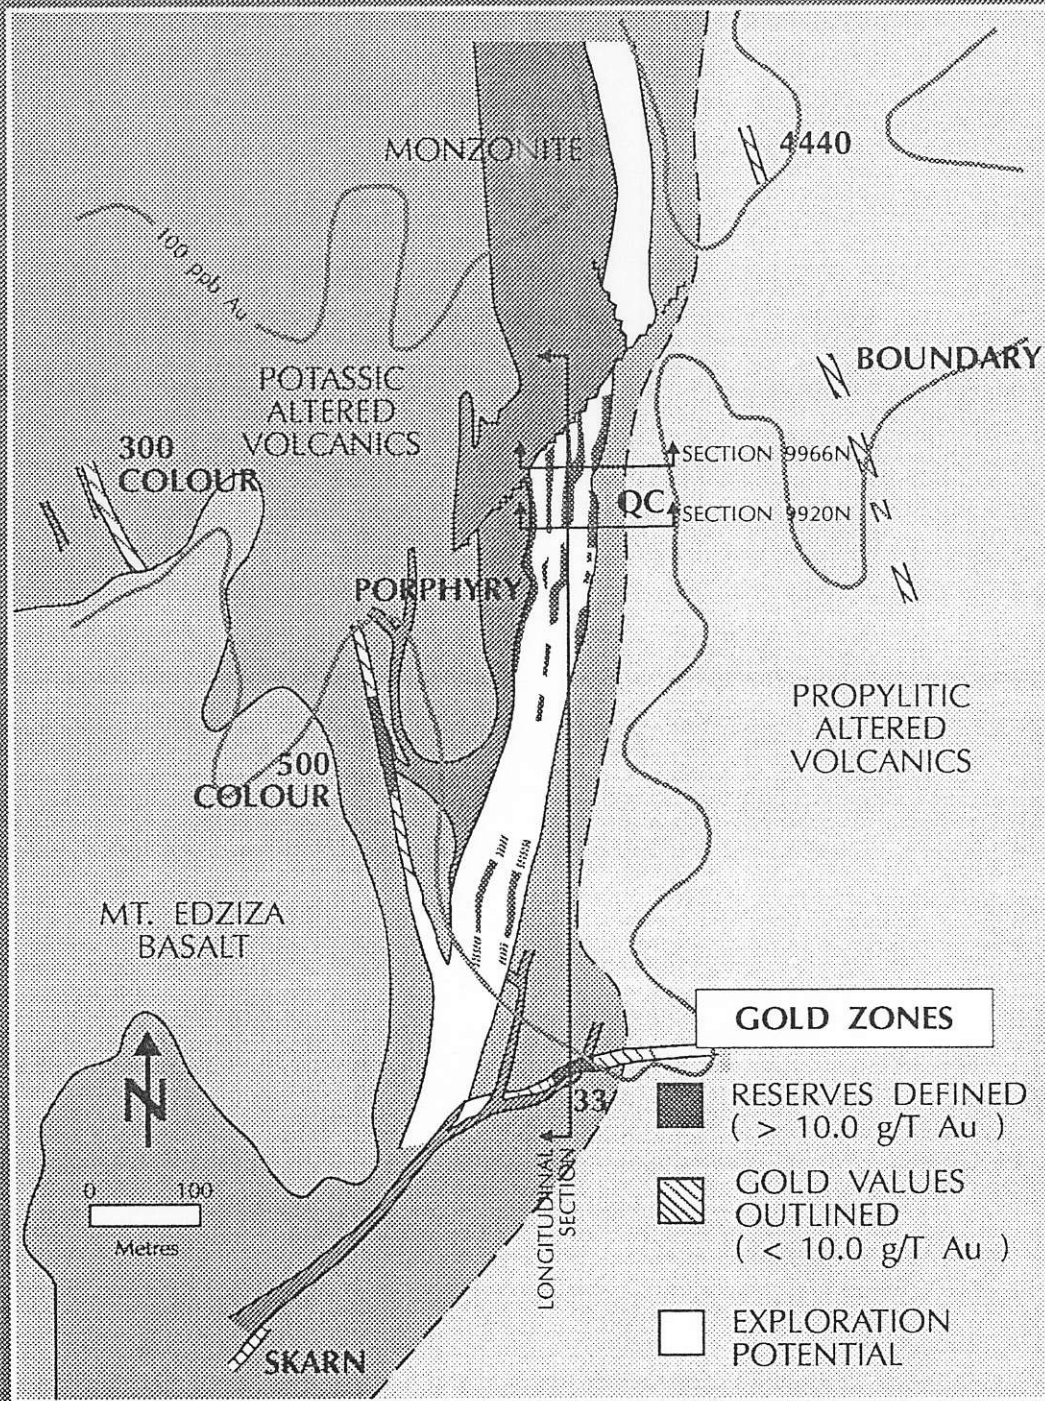 MONZONITE
4440
100 ppb Au
BOUNDARY
POTASSIC
ALTERED
VOLCANICS
300
COLOUR
SECTION 9966N
QC
SECTION 9920N
PORPHYRY
PROPYLITIC
ALTERED
VOLCANICS
500
COLOUR
MT. EDZIZA
BASALT
N
0 100
Metres
33
LONGITUDINAL
SECTION
SKARN
GOLD ZONES
RESERVES DEFINED
( > 10.0 g/T Au )
GOLD VALUES
OUTLINED
( < 10.0 g/T Au )
EXPLORATION
POTENTIAL